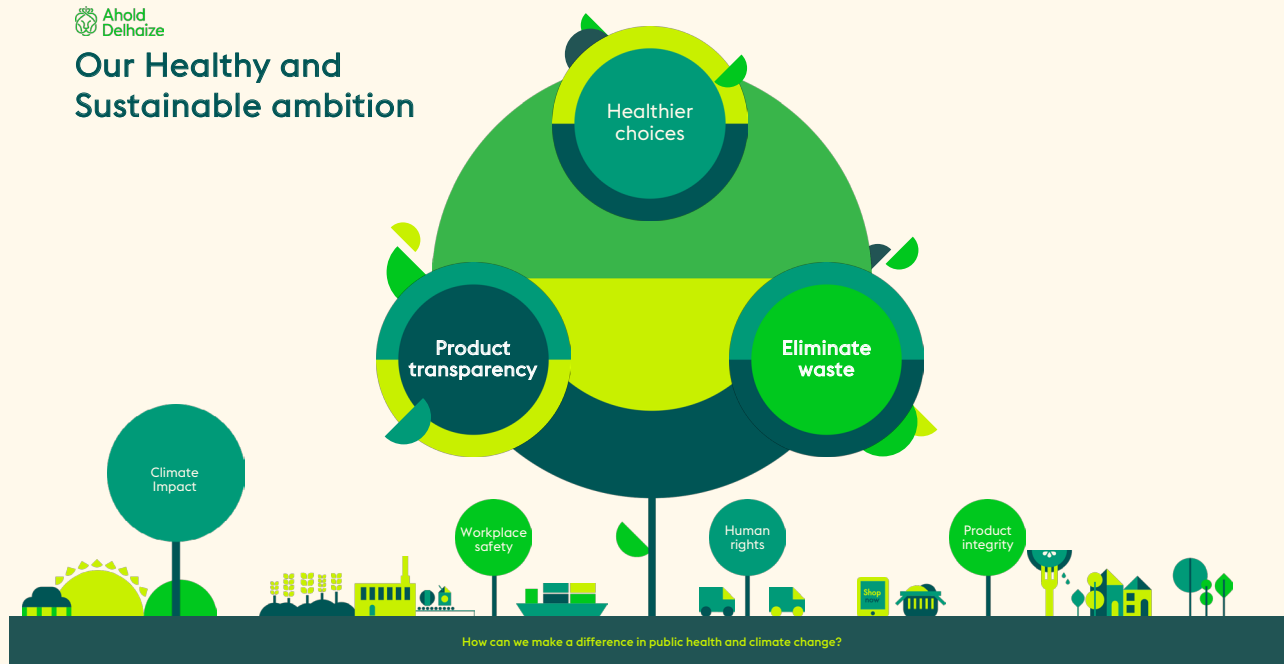 Ahold
Delhaize
Our Healthy and
Sustainable ambition
Healthier
choices
Product
transparency
Eliminate
waste
Climate
Impact
Workplace
safety
Human
rights
Product
integrity
Shop
now
How can we make a difference in public health and climate change?